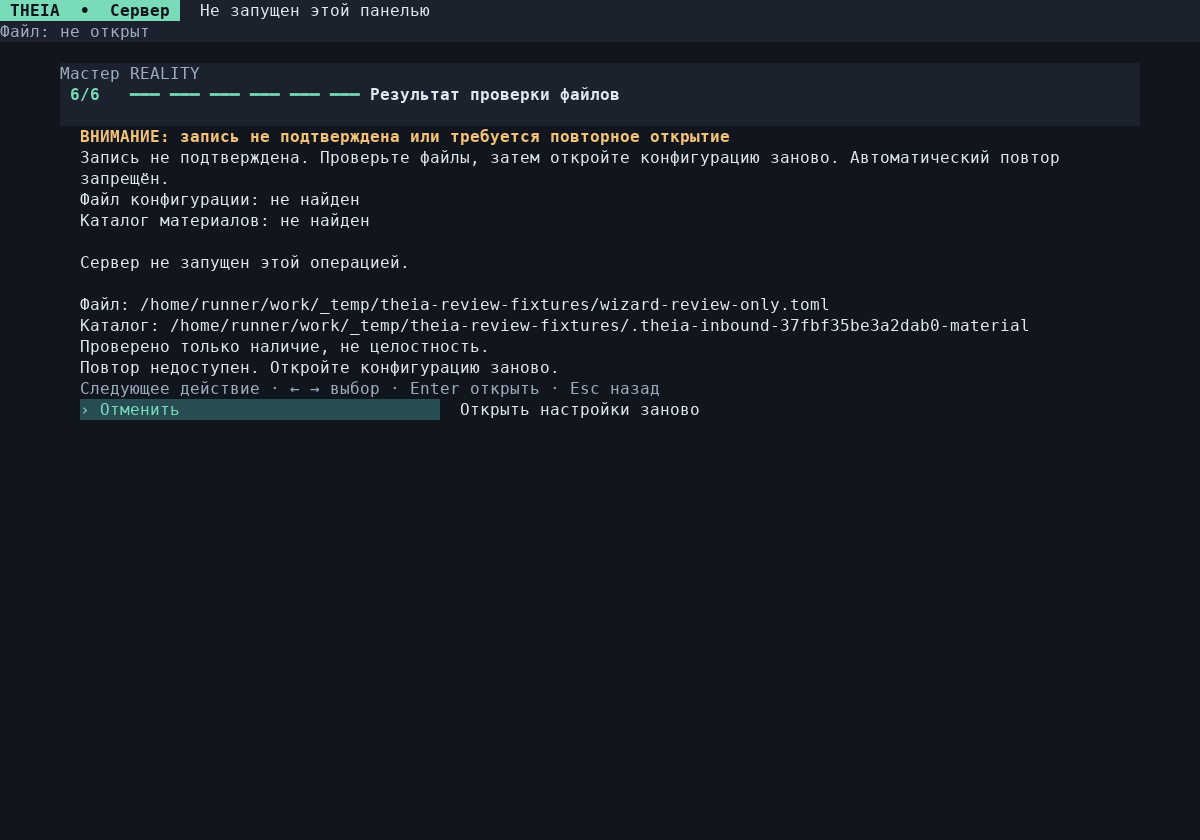 THEIA • Сервер Не запущен этой панелью
Файл: не открыт
Мастер REALITY
6/6 ━━━ ━━━ ━━━ ━━━ ━━━ ━━━ Результат проверки файлов
ВНИМАНИЕ: запись не подтверждена или требуется повторное открытие
Запись не подтверждена. Проверьте файлы, затем откройте конфигурацию заново. Автоматический повтор
запрещён.
Файл конфигурации: не найден
Каталог материалов: не найден
Сервер не запущен этой операцией.
Файл: /home/runner/work/_temp/theia-review-fixtures/wizard-review-only.toml
Каталог: /home/runner/work/_temp/theia-review-fixtures/.theia-inbound-37fbf35be3a2dab0-material
Проверено только наличие, не целостность.
Повтор недоступен. Откройте конфигурацию заново.
Следующее действие · ← → выбор · Enter открыть · Esc назад
› Отменить Открыть настройки заново